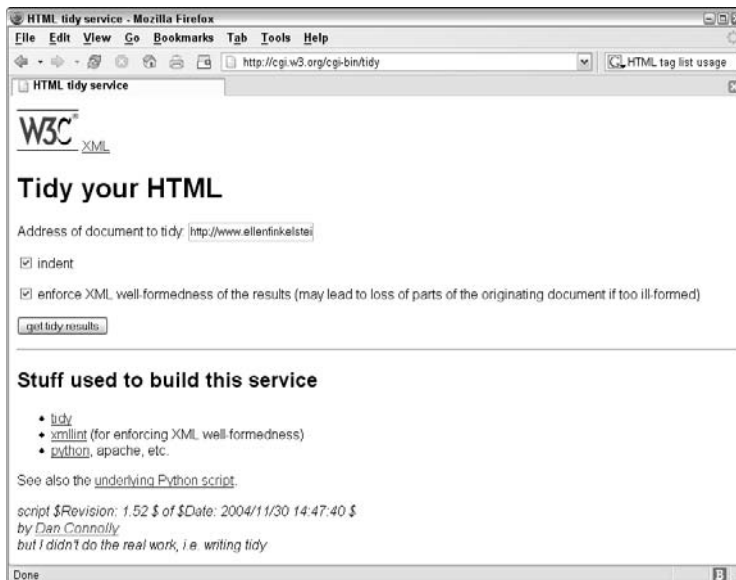 HTML tidy service - Mozilla Firefox
File Edit View Go Bookmarks Tab Tools Help
http://cgi.w3.org/cgi-bin/tidy HTML tag list usage
HTML tidy service
W3C® XML
Tidy your HTML
Address of document to tidy: http://www.ellenfinkelstei
indent
enforce XML well-formedness of the results (may lead to loss of parts of the originating document if too ill-formed)
get tidy results
Stuff used to build this service
• tidy
• xmllint (for enforcing XML well-formedness)
• python, apache, etc.
See also the underlying Python script.
script $Revision: 1.52 $ of $Date: 2004/11/30 14:47:40 $
by Dan Connolly
but I didn't do the real work, i.e. writing tidy
Done